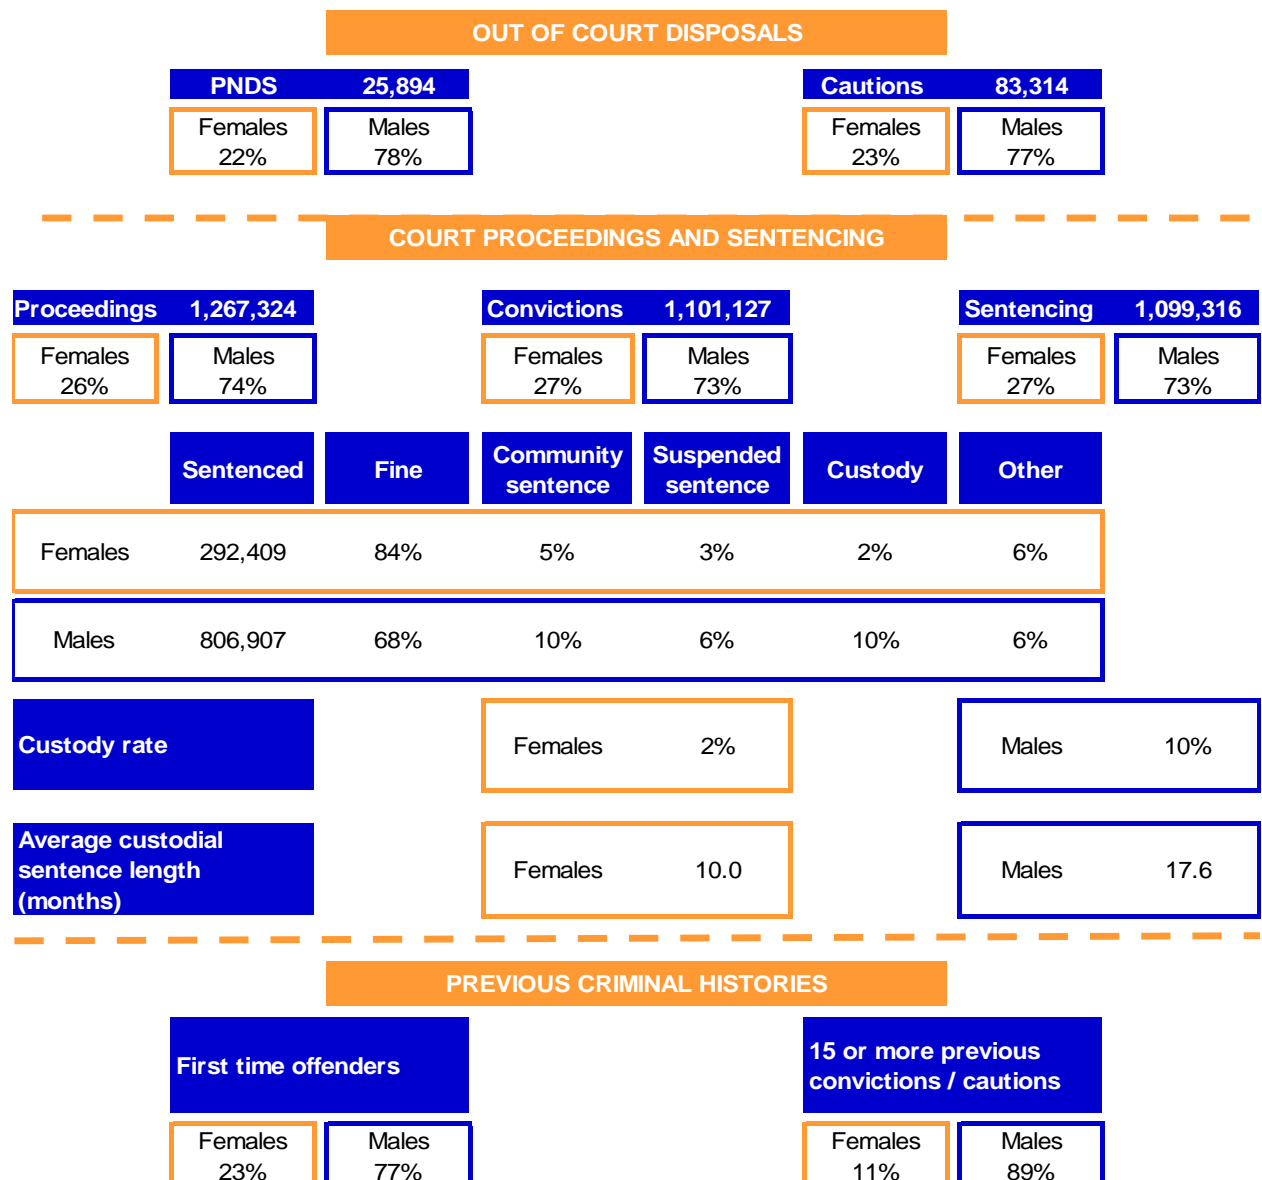 OUT OF COURT DISPOSALS
PNDS 25,894 Cautions 83,314
Females Males Females Males
22% 78% 23% 77%
COURT PROCEEDINGS AND SENTENCING
Proceedings 1,267,324 Convictions 1,101,127 Sentencing 1,099,316
Females Males Females Males Females Males
26% 74% 27% 73% 27% 73%
Sentenced Fine Community sentence Suspended sentence Custody Other
Females 292,409 84% 5% 3% 2% 6%
Males 806,907 68% 10% 6% 10% 6%
Custody rate Females 2% Males 10%
Average custodial
sentence length
(months)
Females 10.0 Males 17.6
PREVIOUS CRIMINAL HISTORIES
First time offenders
15 or more previous
convictions / cautions
Females Males Females Males
23% 77% 11% 89%